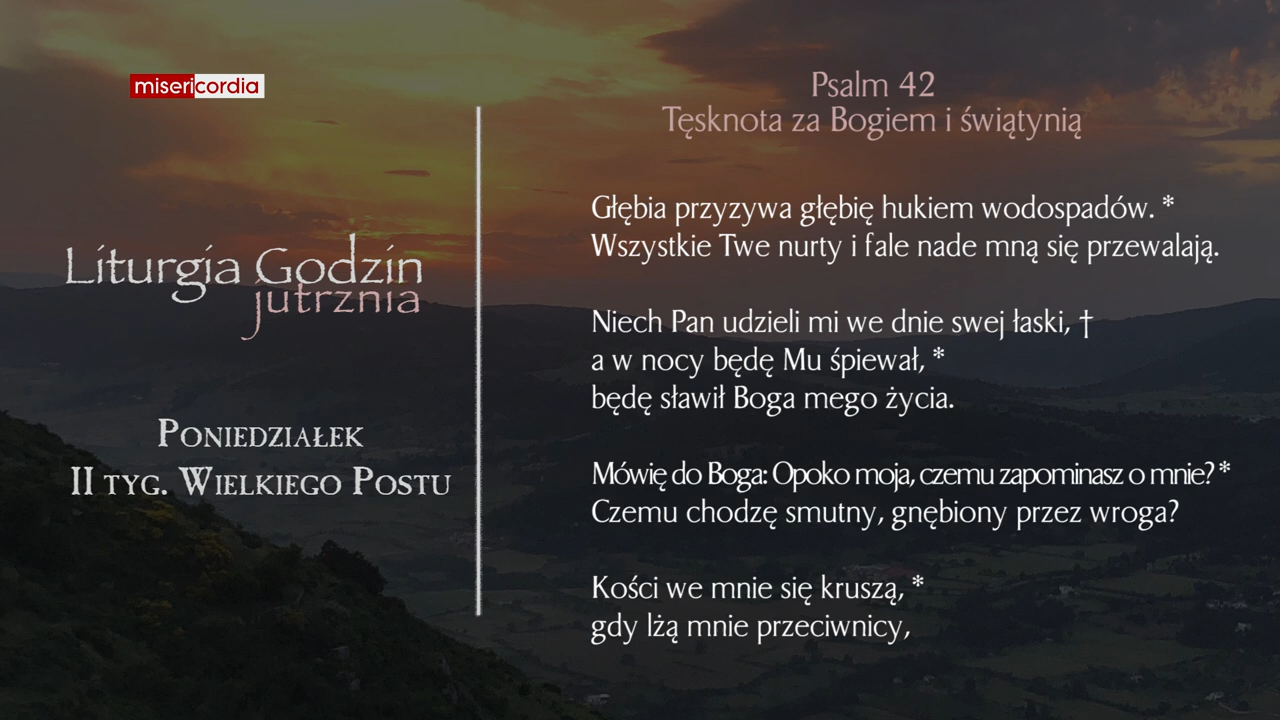 misericordia
Liturgia Godzin
jutrznia
Poniedziałek
II tyg. Wielkiego Postu
Psalm 42
Tęsknota za Bogiem i świątynią
Głębia przyzywa głębię hukiem wodospadów. *
Wszystkie Twe nurty i fale nade mną się przewalają.
Niech Pan udzieli mi we dnie swej łaski, †
a w nocy będę Mu śpiewał, *
będę sławił Boga mego życia.
Mówię do Boga: Opoko moja, czemu zapominasz o mnie? *
Czemu chodzę smutny, gnębiony przez wroga?
Kości we mnie się kruszą, *
gdy lżą mnie przeciwnicy,